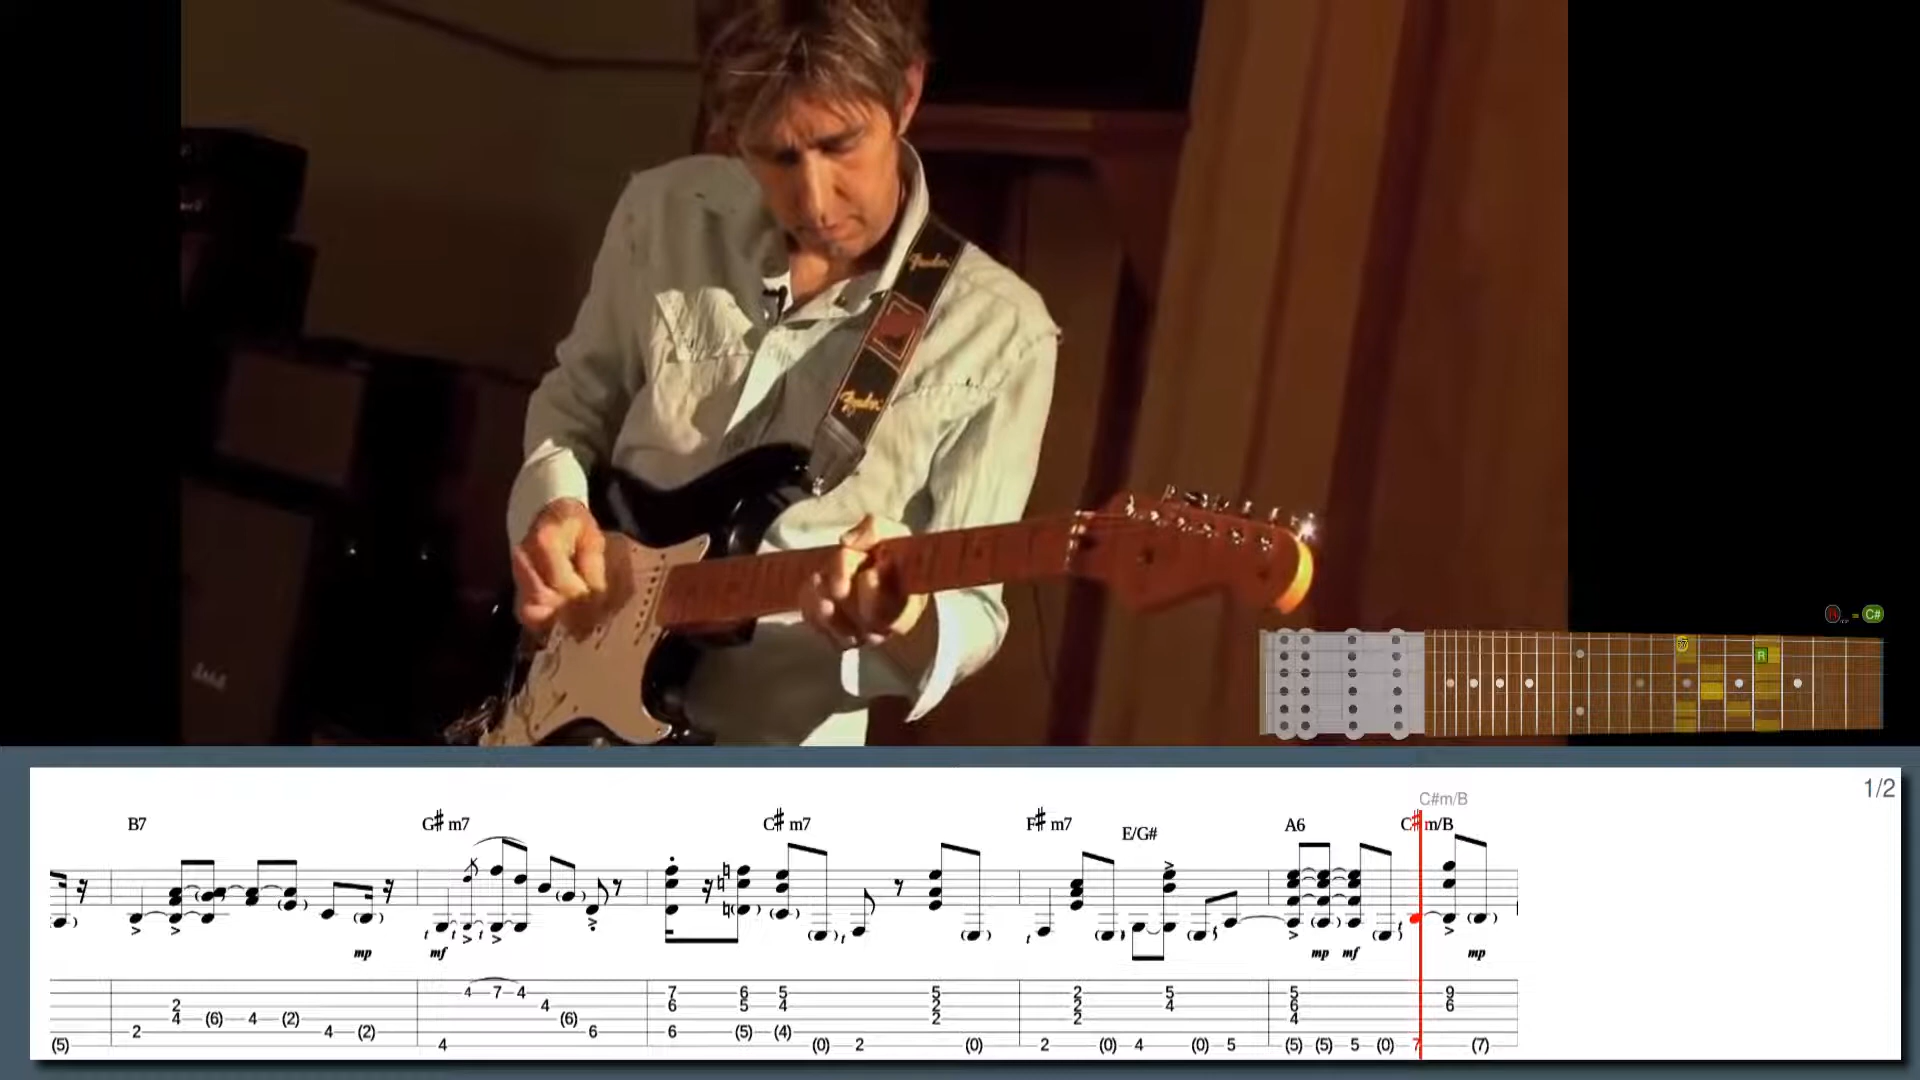 Fender
Fender
= C#
R
1/2
C#m/B
B7 G♯m7 C♯m7 F♯m7 E/G# A6 C♯m/B
mp mf mp mf mp
4 7 4 7 6 5 5 2 5 5 9
2 4 6 5 4 2 2 4 6 6
4 (6) 4 (2) (6) 2 2 4
2 4 (2) 6 6 (5) (4)
(5) 4 (0) 2 (0) 2 (0) 4 (0) 5 (5) (5) 5 (0) 7 (7)